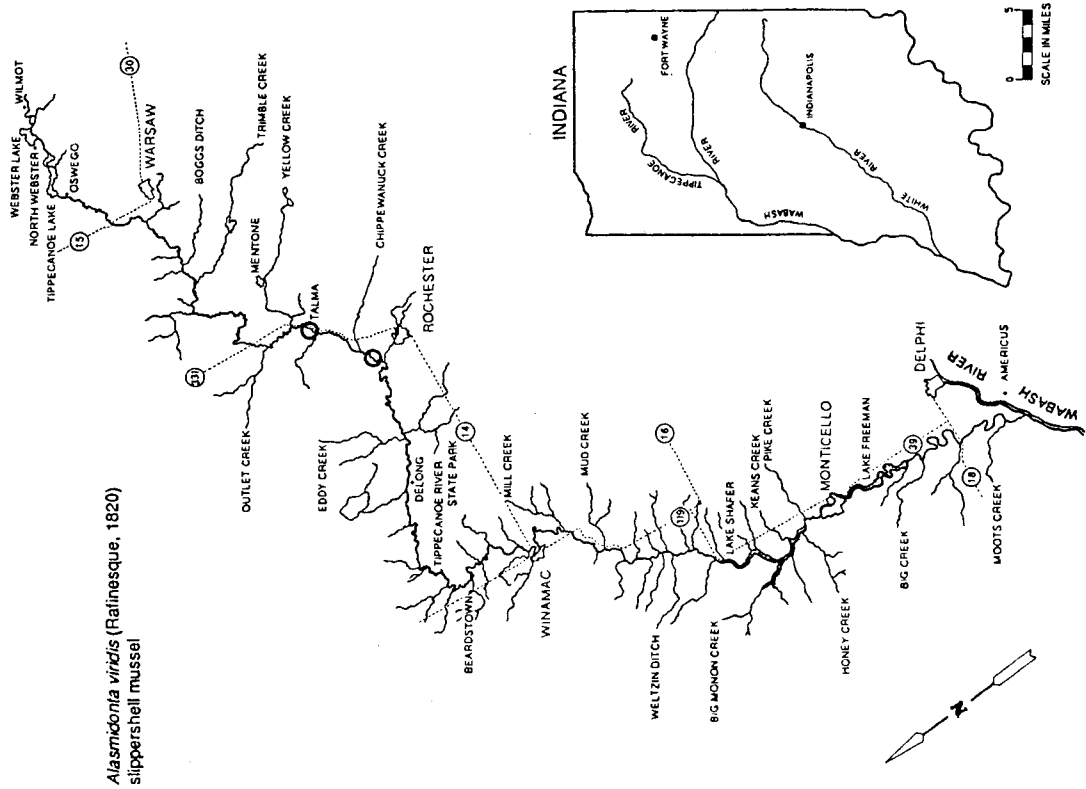 Alasmidonta viridis (Rafinesque, 1820)
slippershell mussel
WEBSTER LAKE
WILMOT
NORTH WEBSTER
TIPPECANOE LAKE
OSWEGO
30
15
WARSAW
BOGGS DITCH
TRIMBLE CREEK
YELLOW CREEK
MENTONE
331
TALMA
CHIPPEWANUCK CREEK
OUTLET CREEK
ROCHESTER
EDDY CREEK
DELONG
TIPPECANOE RIVER
STATE PARK
14
MILL CREEK
BEARDSTOWN
WINAMAC
MUD CREEK
16
119
WELTZIN DITCH
BIG MONON CREEK
LAKE SHAFER
KEANS CREEK
PIKE CREEK
HONEY CREEK
MONTICELLO
LAKE FREEMAN
39
BIG CREEK
18
MOOTS CREEK
DELPHI
AMERICUS
WABASH RIVER
N
INDIANA
FORT WAYNE
TIPPECANOE RIVER
WABASH RIVER
INDIANAPOLIS
WHITE RIVER
0 5
SCALE IN MILES